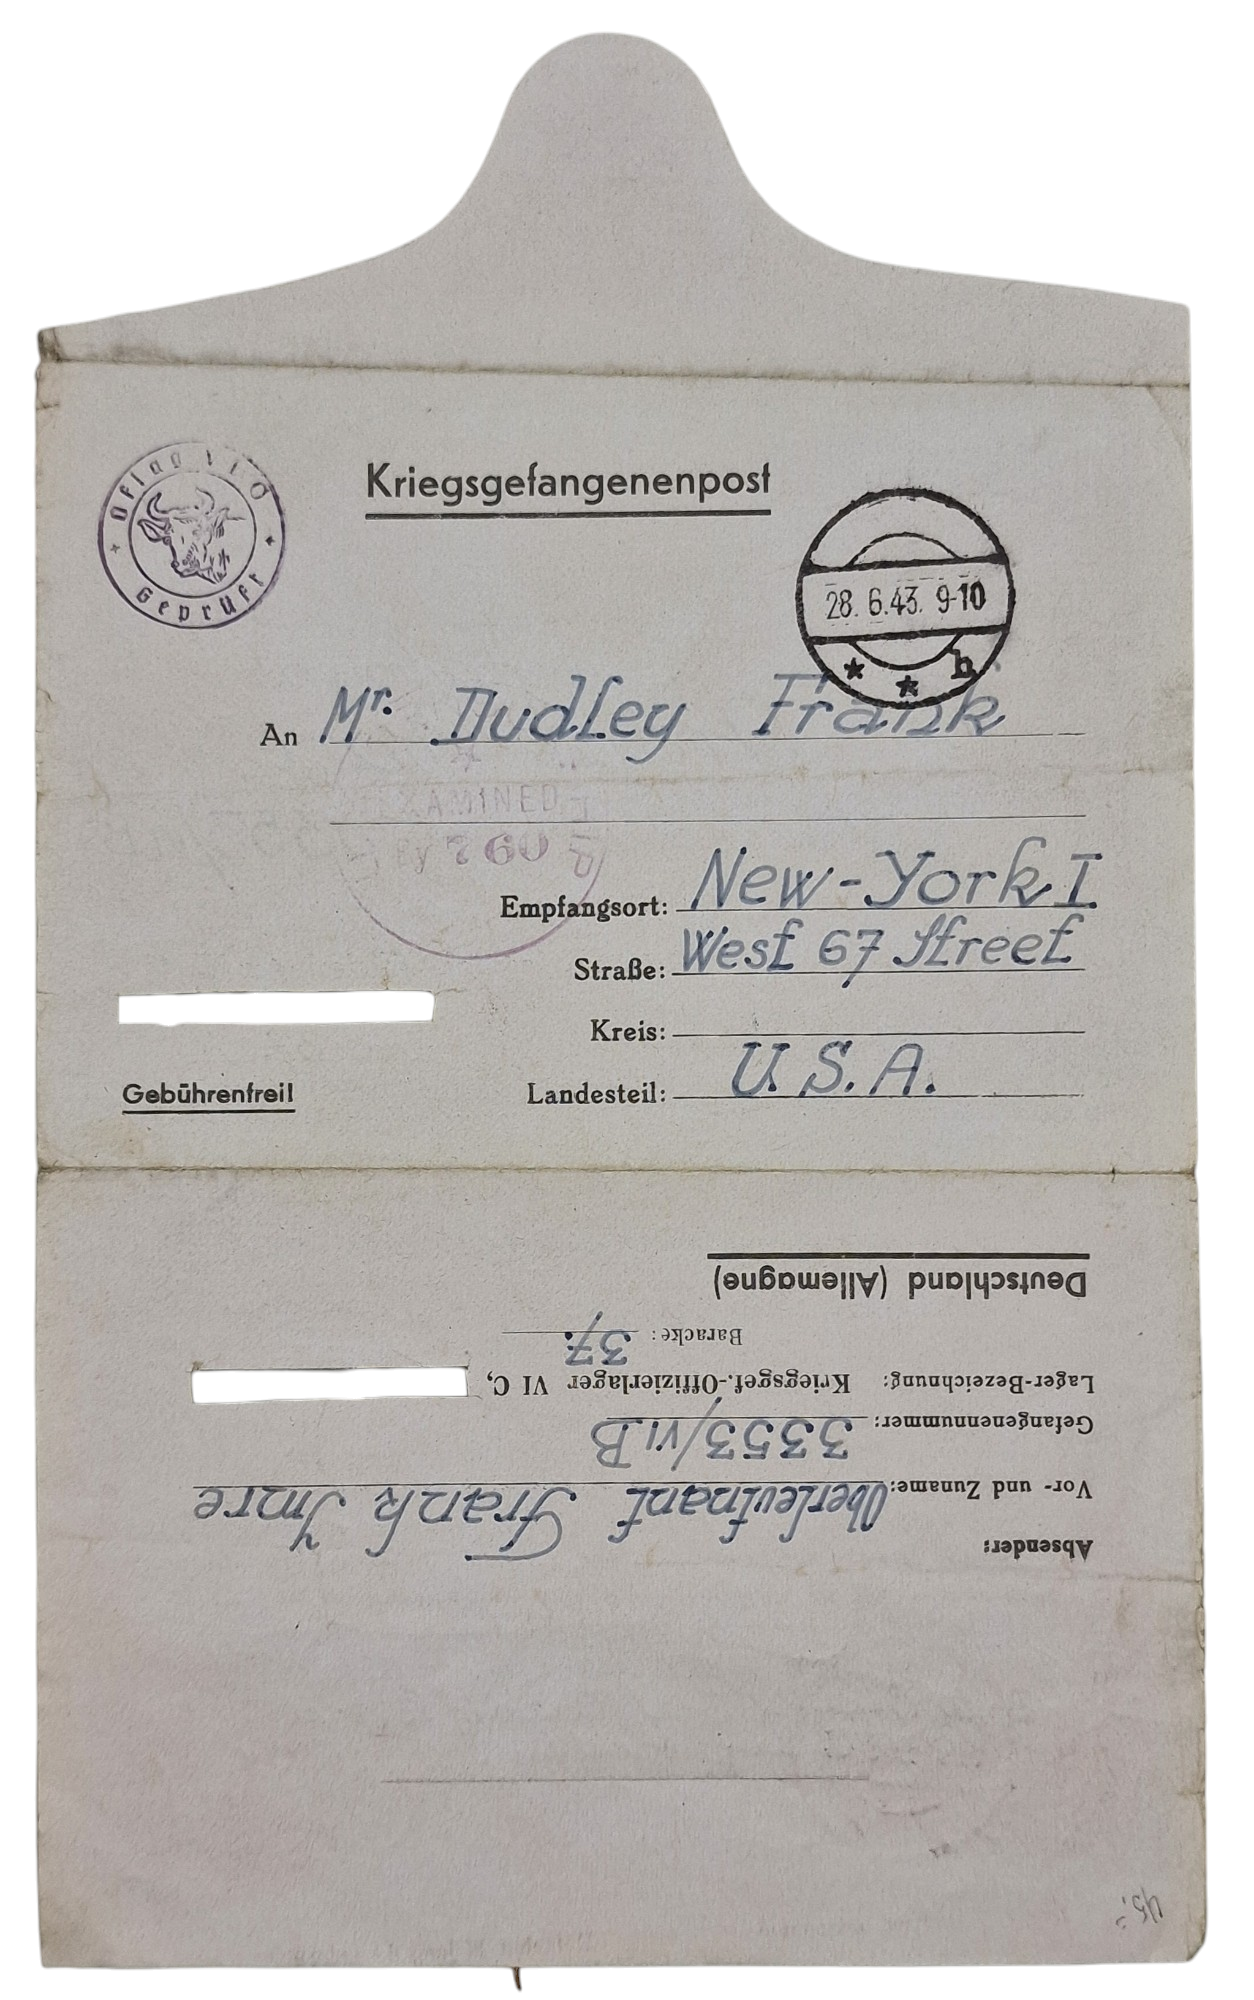 Oflag
Geprüft
Kriegsgefangenenpost
28. 6.43. 9-10
* * b
An Mr. Dudley Frank
EXAMINED
By 760
Empfangsort: New-York I
Straße: West 67 Street
Kreis:
Landesteil: U.S.A.
Gebührenfrei!
Absender:
Vor- und Zuname: Oberleutnant Frank Imre
Gefangenennummer: 3353/VI.B
Lager-Bezeichnung: Kriegsgef.-Offizierlager VI C,
Baracke: 37.
Deutschland (Allemagne)